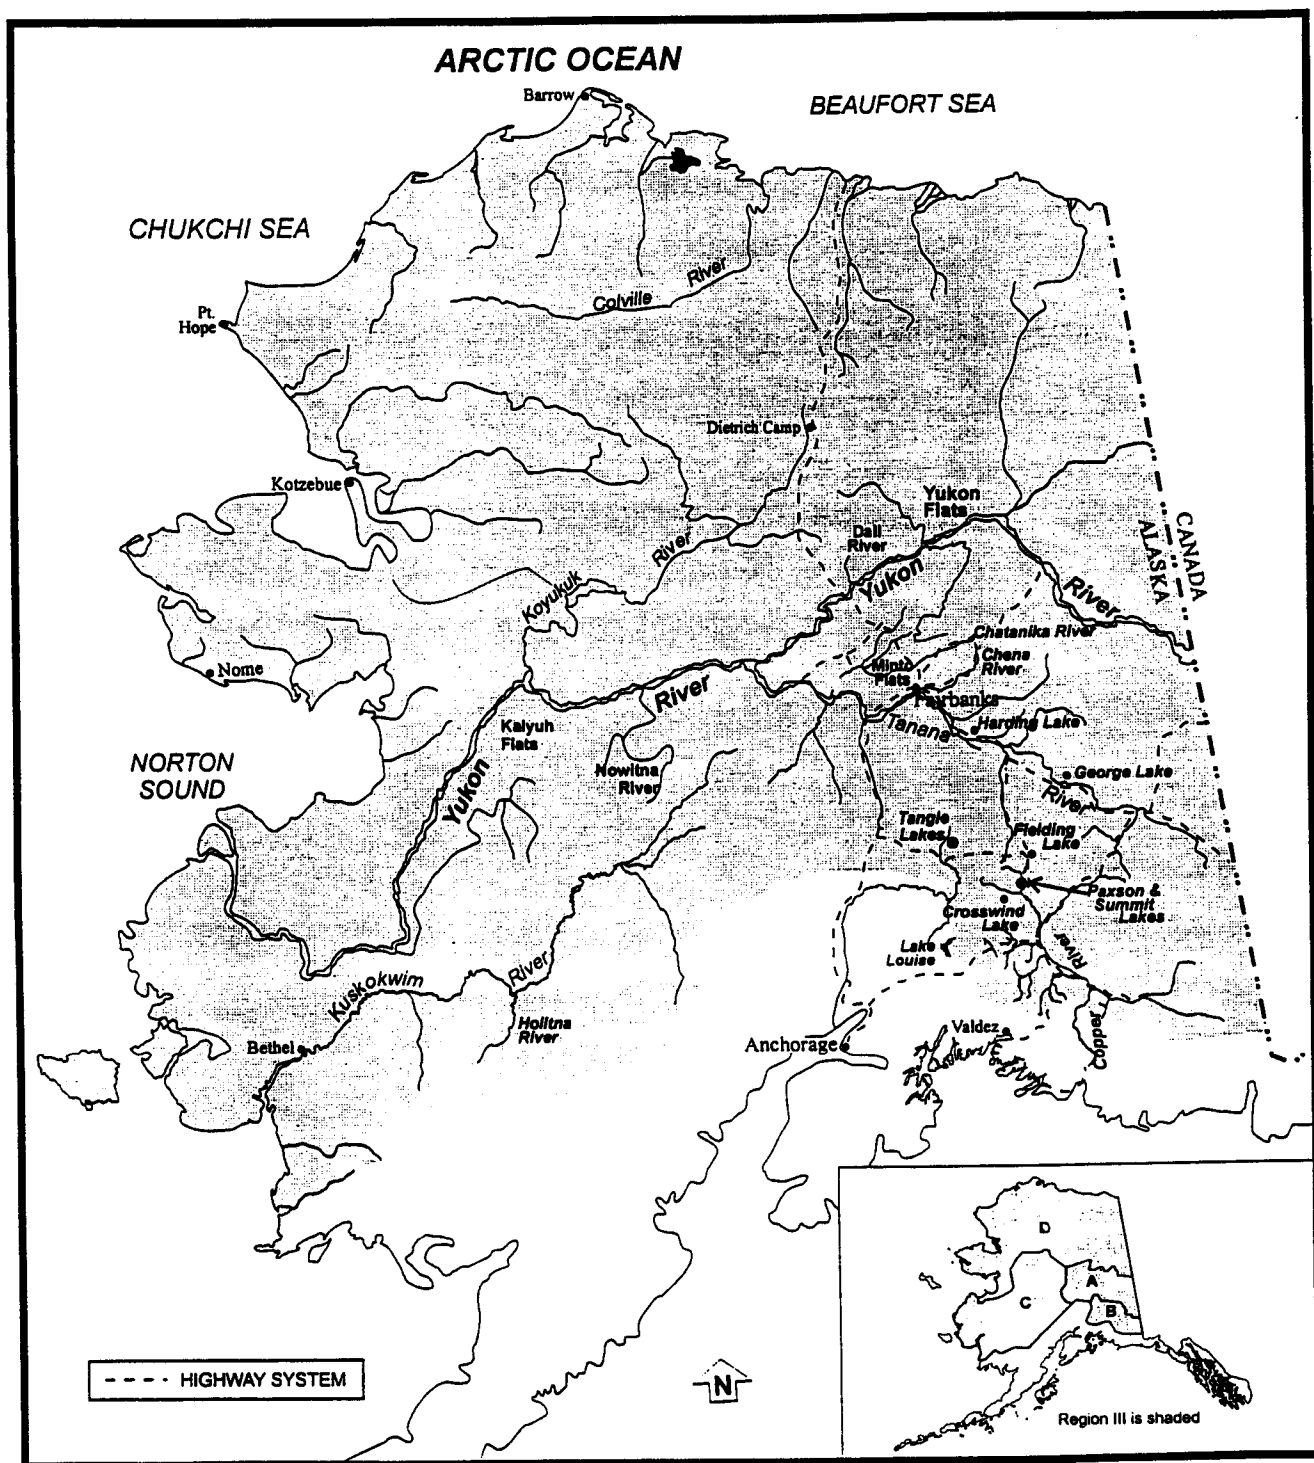 ARCTIC OCEAN
Barrow
BEAUFORT SEA
CHUKCHI SEA
Pt.
Hope
Colville
River
Dietrich Camp
Kotzebue
Yukon
Flats
Dall
River
CANADA
ALASKA
Koyukuk
River
Yukon
River
Chatanika River
Chena
River
Minto
Flats
Nome
Fairbanks
River
Tanana
Harding Lake
Kaiyuh
Flats
NORTON
SOUND
Yukon
Nowitna
River
George Lake
River
Tangle
Lakes
Fielding
Lake
Paxson &
Summit
Lakes
Crosswind
Lake
Lake
Louise
River
Kuskokwim
River
Holitna
River
Bethel
Anchorage
Valdez
Copper
D
A
C
B
HIGHWAY SYSTEM
N
Region III is shaded